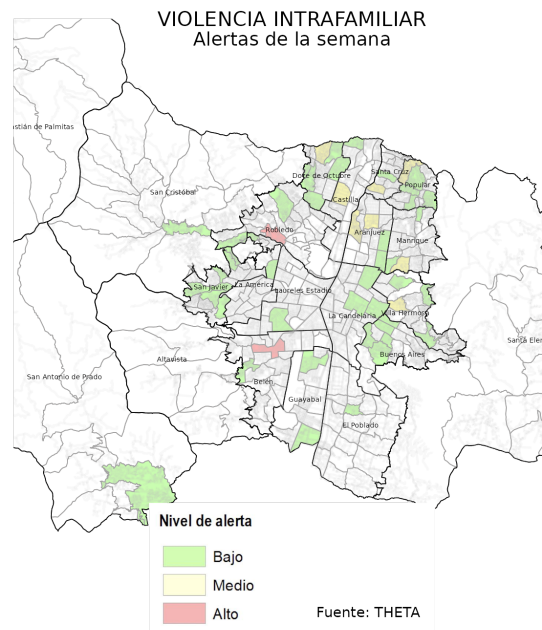 VIOLENCIA INTRAFAMILIAR
Alertas de la semana
stián de Palmitas
San Cristóbal
Doce de Octubre
Santa Cruz
Popular
Castilla
Robledo
Aranjuez
Manrique
San Javier
La América
Laureles Estadio
La Candelaria
Villa Hermosa
Santa Elen
Altavista
Buenos Aires
San Antonio de Prado
Belén
Guayabal
El Poblado
Nivel de alerta
Bajo
Medio
Alto
Fuente: THETA